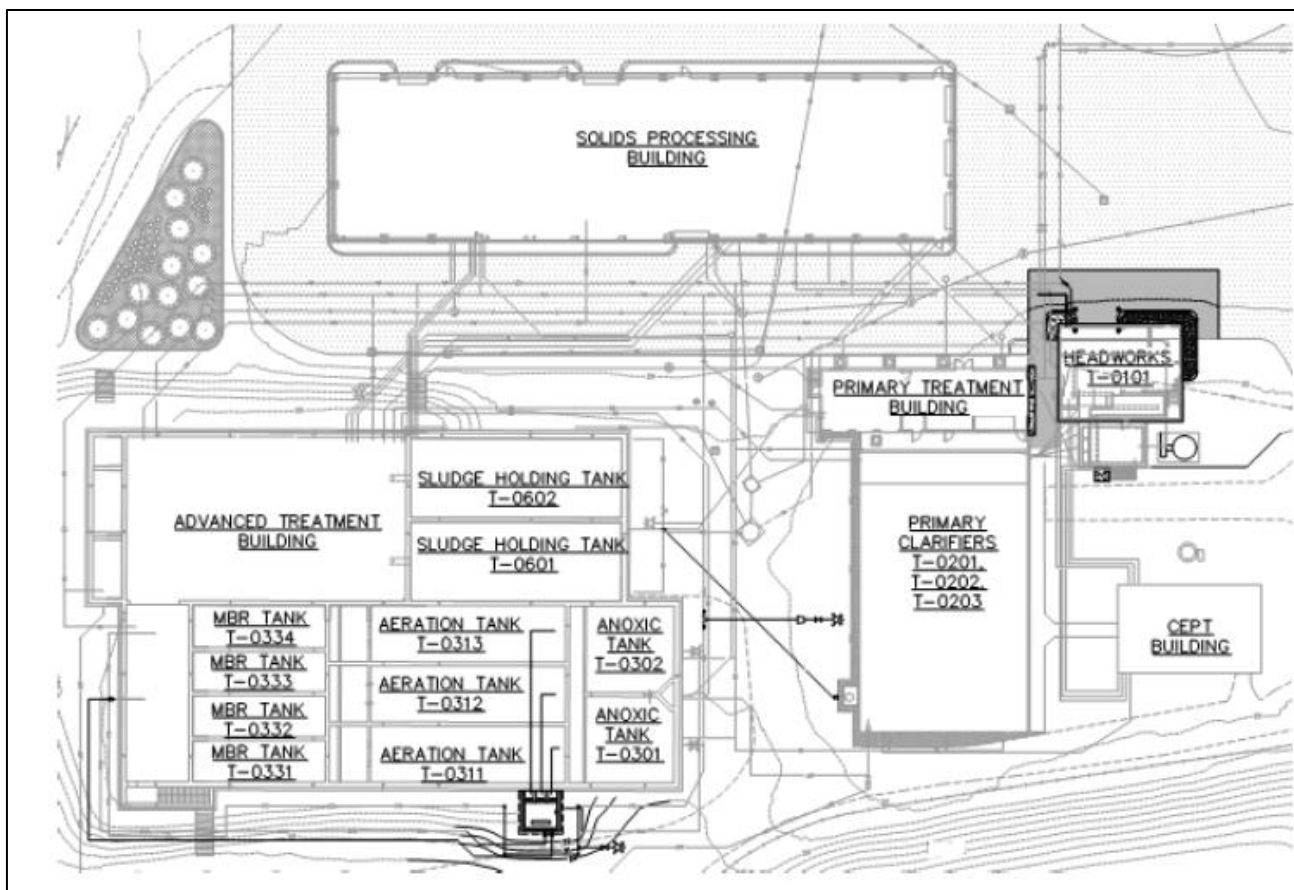 SOLIDS PROCESSING
BUILDING
HEADWORKS
T-0101
PRIMARY TREATMENT
BUILDING
SLUDGE HOLDING TANK
T-0602
ADVANCED TREATMENT
BUILDING
SLUDGE HOLDING TANK
T-0601
PRIMARY
CLARIFIERS
T-0201,
T-0202,
T-0203
MBR TANK
T-0334
MBR TANK
T-0333
MBR TANK
T-0332
MBR TANK
T-0331
AERATION TANK
T-0313
AERATION TANK
T-0312
AERATION TANK
T-0311
ANOXIC
TANK
T-0302
ANOXIC
TANK
T-0301
CEPT
BUILDING